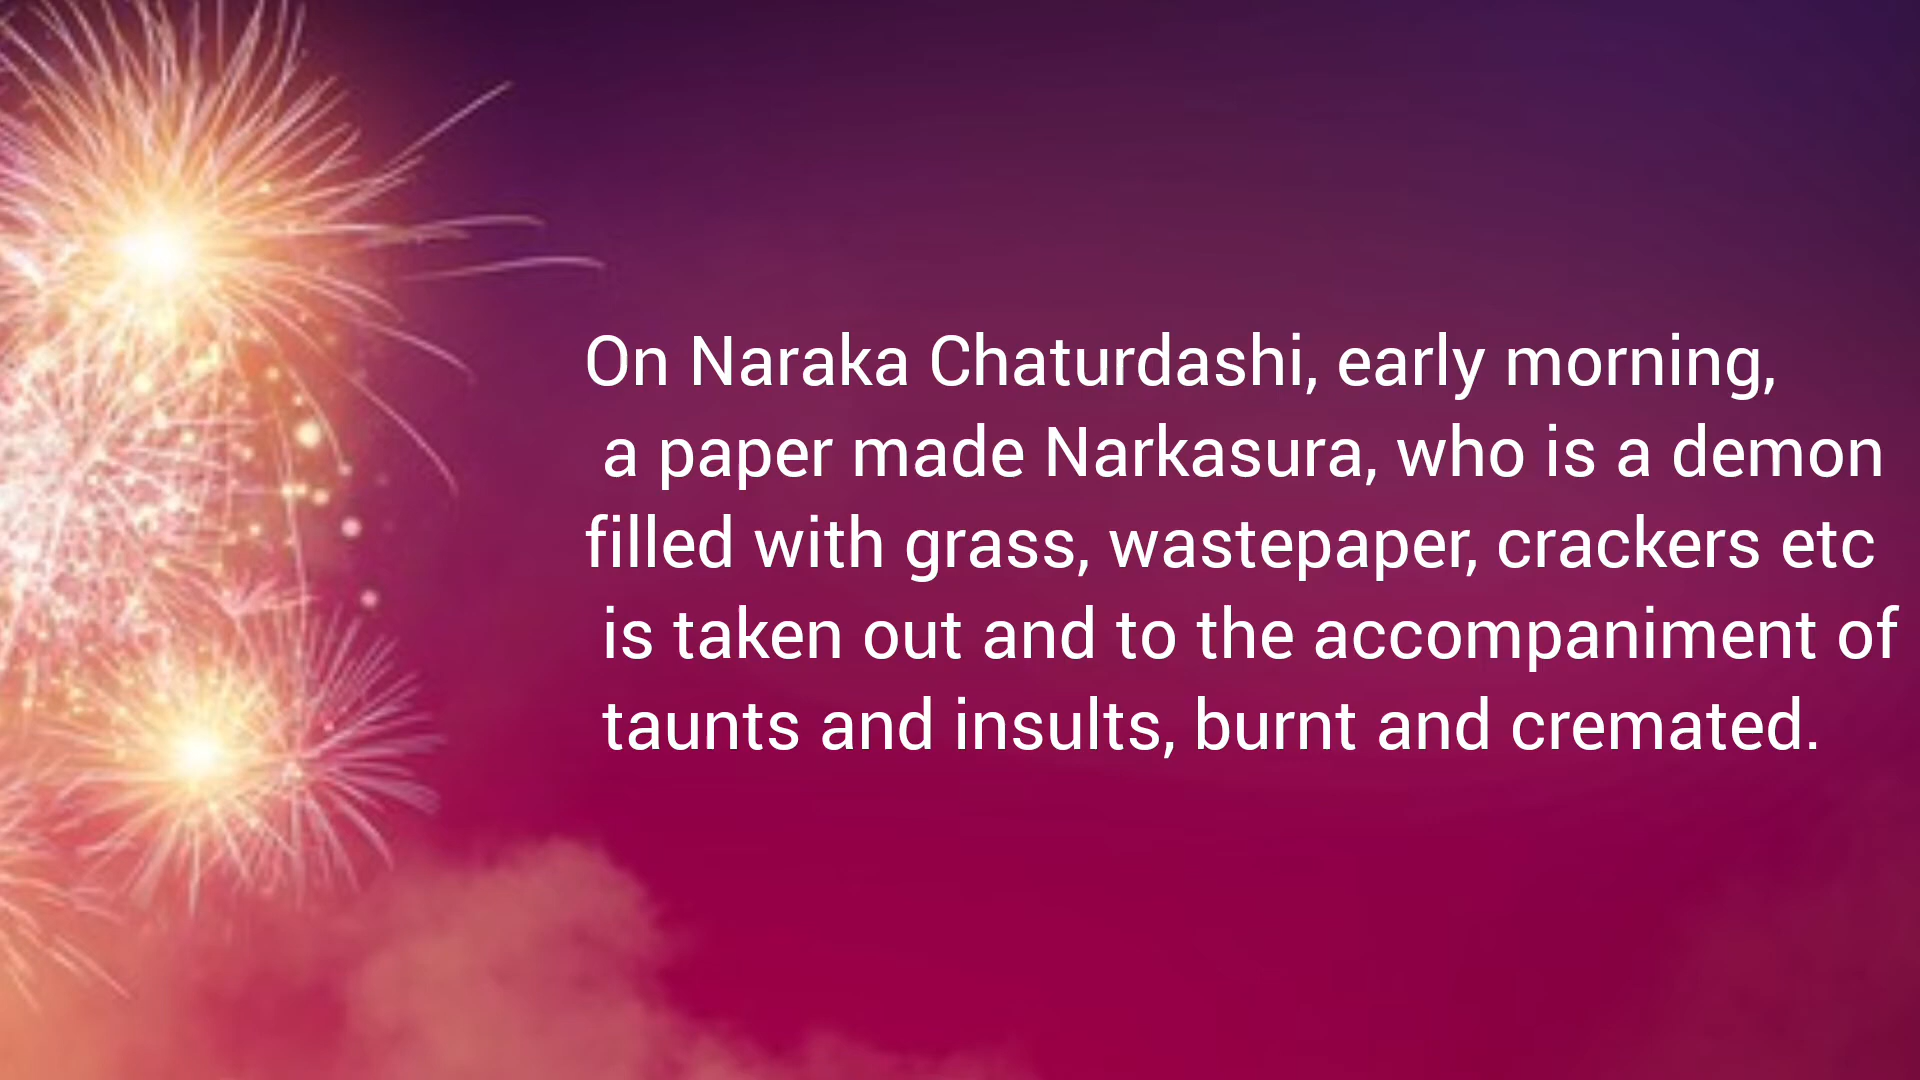 On Naraka Chaturdashi, early morning,
a paper made Narkasura, who is a demon
filled with grass, wastepaper, crackers etc
is taken out and to the accompaniment of
taunts and insults, burnt and cremated.